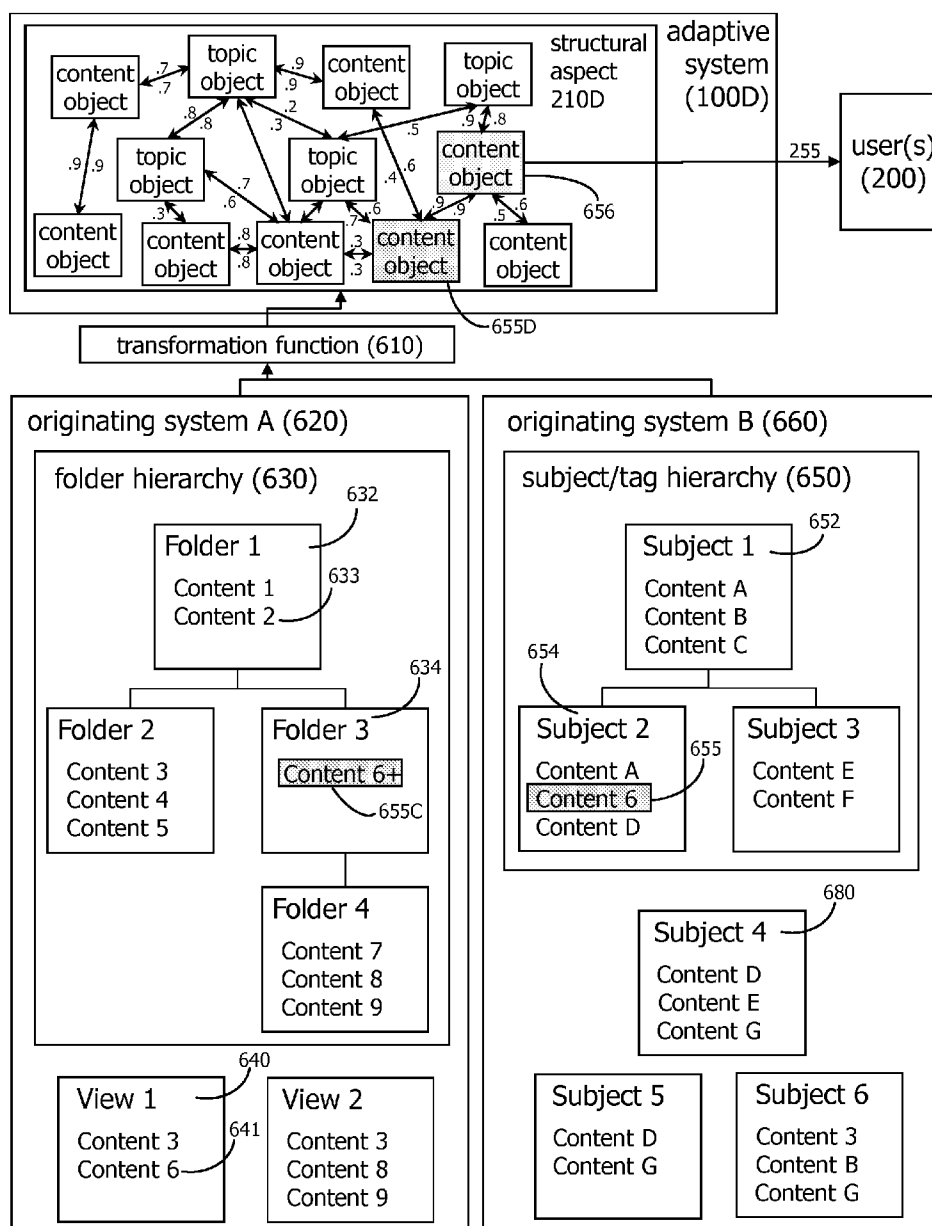 adaptive
system
(100D)
structural
aspect
210D
content
object
.7
.7
topic
object
.9
.9
content
object
topic
object
.8
.8
.2
.3
.5
.9
.8
.9
.9
topic
object
topic
object
.6
.4
content
object
255
user(s)
(200)
656
.7
.6
.3
.6
.7
.9
.9
.6
.5
content
object
content
object
.8
.8
content
object
.3
.3
content
object
content
object
655D
transformation function (610)
originating system A (620)
folder hierarchy (630)
632
Folder 1
Content 1
Content 2
633
634
Folder 2
Content 3
Content 4
Content 5
Folder 3
Content 6+
655C
Folder 4
Content 7
Content 8
Content 9
640
View 1
Content 3
Content 6
641
View 2
Content 3
Content 8
Content 9
originating system B (660)
subject/tag hierarchy (650)
652
Subject 1
Content A
Content B
Content C
654
Subject 2
Content A
Content 6
Content D
655
Subject 3
Content E
Content F
680
Subject 4
Content D
Content E
Content G
Subject 5
Content D
Content G
Subject 6
Content 3
Content B
Content G